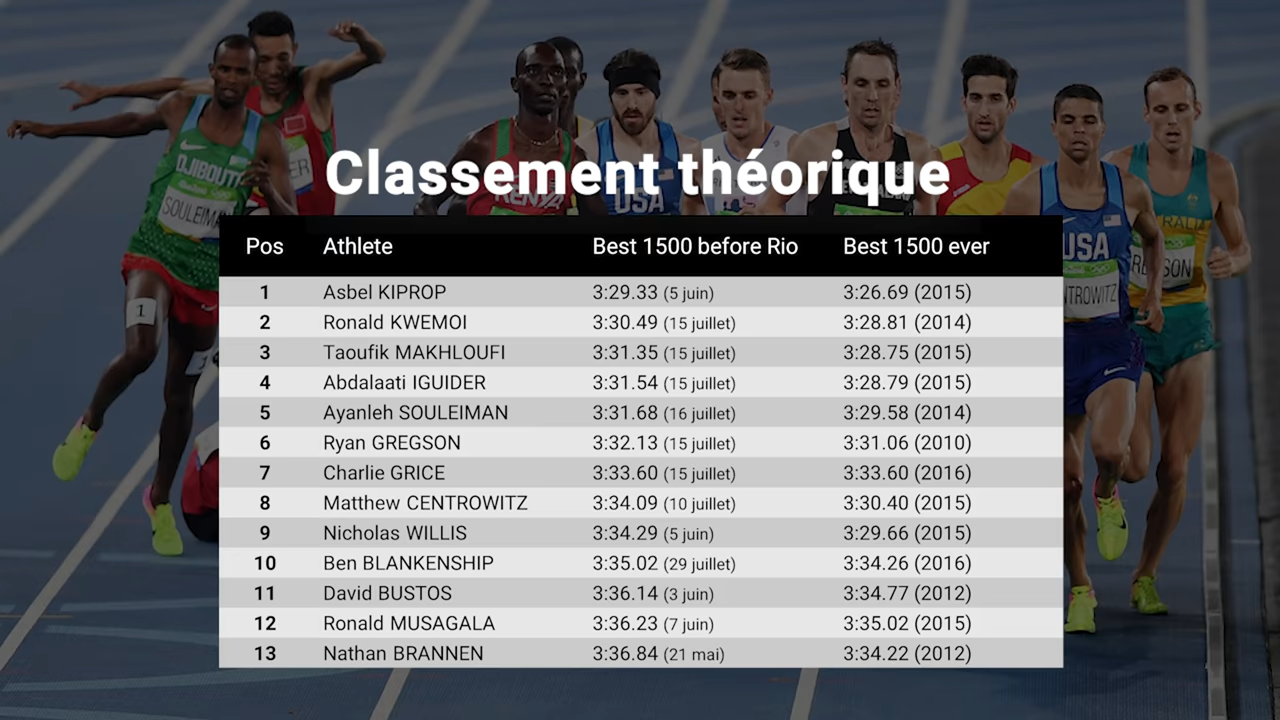 Classement théorique
Pos Athlete Best 1500 before Rio Best 1500 ever
1 Asbel KIPROP 3:29.33 (5 juin) 3:26.69 (2015)
2 Ronald KWEMOI 3:30.49 (15 juillet) 3:28.81 (2014)
3 Taoufik MAKHLOUFI 3:31.35 (15 juillet) 3:28.75 (2015)
4 Abdalaati IGUIDER 3:31.54 (15 juillet) 3:28.79 (2015)
5 Ayanleh SOULEIMAN 3:31.68 (16 juillet) 3:29.58 (2014)
6 Ryan GREGSON 3:32.13 (15 juillet) 3:31.06 (2010)
7 Charlie GRICE 3:33.60 (15 juillet) 3:33.60 (2016)
8 Matthew CENTROWITZ 3:34.09 (10 juillet) 3:30.40 (2015)
9 Nicholas WILLIS 3:34.29 (5 juin) 3:29.66 (2015)
10 Ben BLANKENSHIP 3:35.02 (29 juillet) 3:34.26 (2016)
11 David BUSTOS 3:36.14 (3 juin) 3:34.77 (2012)
12 Ronald MUSAGALA 3:36.23 (7 juin) 3:35.02 (2015)
13 Nathan BRANNEN 3:36.84 (21 mai) 3:34.22 (2012)
DJIBOUTI
SOULEIMA
1
KENYA
USA
USA
NTROWITZ